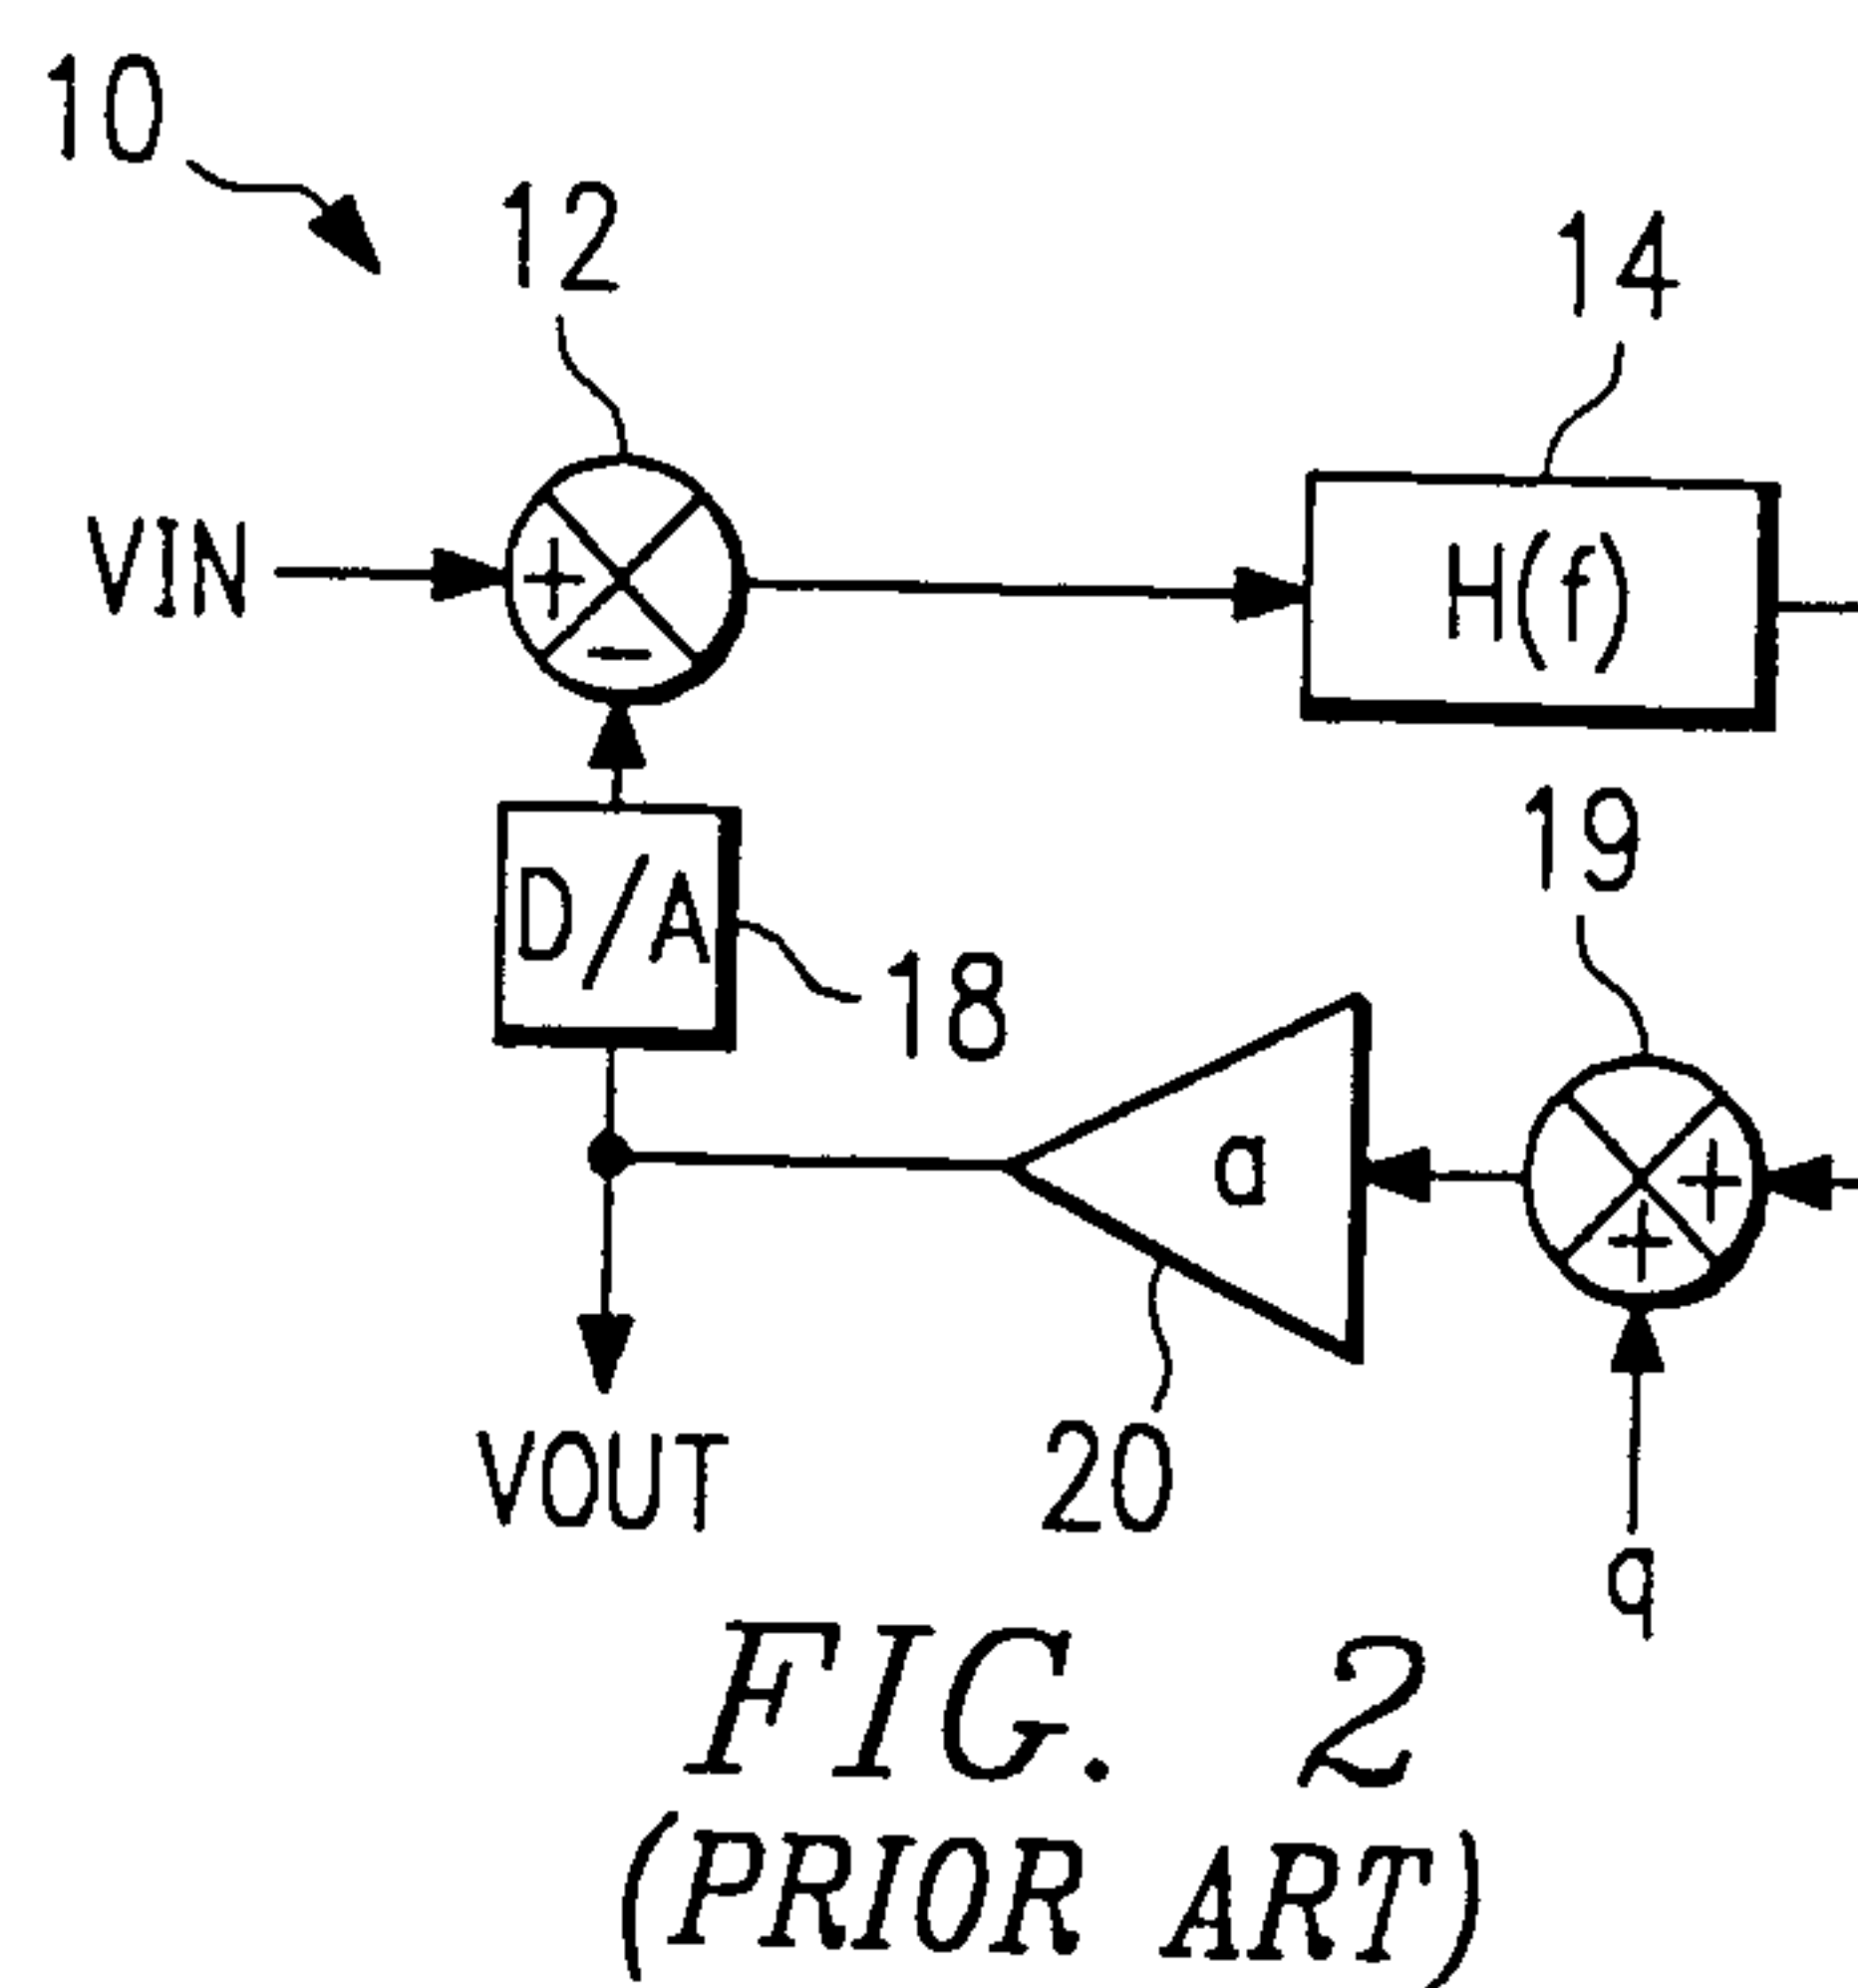 10
12
14
VIN
+
−
H(f)
19
D/A
18
a
+
+
VOUT
20
q
FIG. 2
(PRIOR ART)